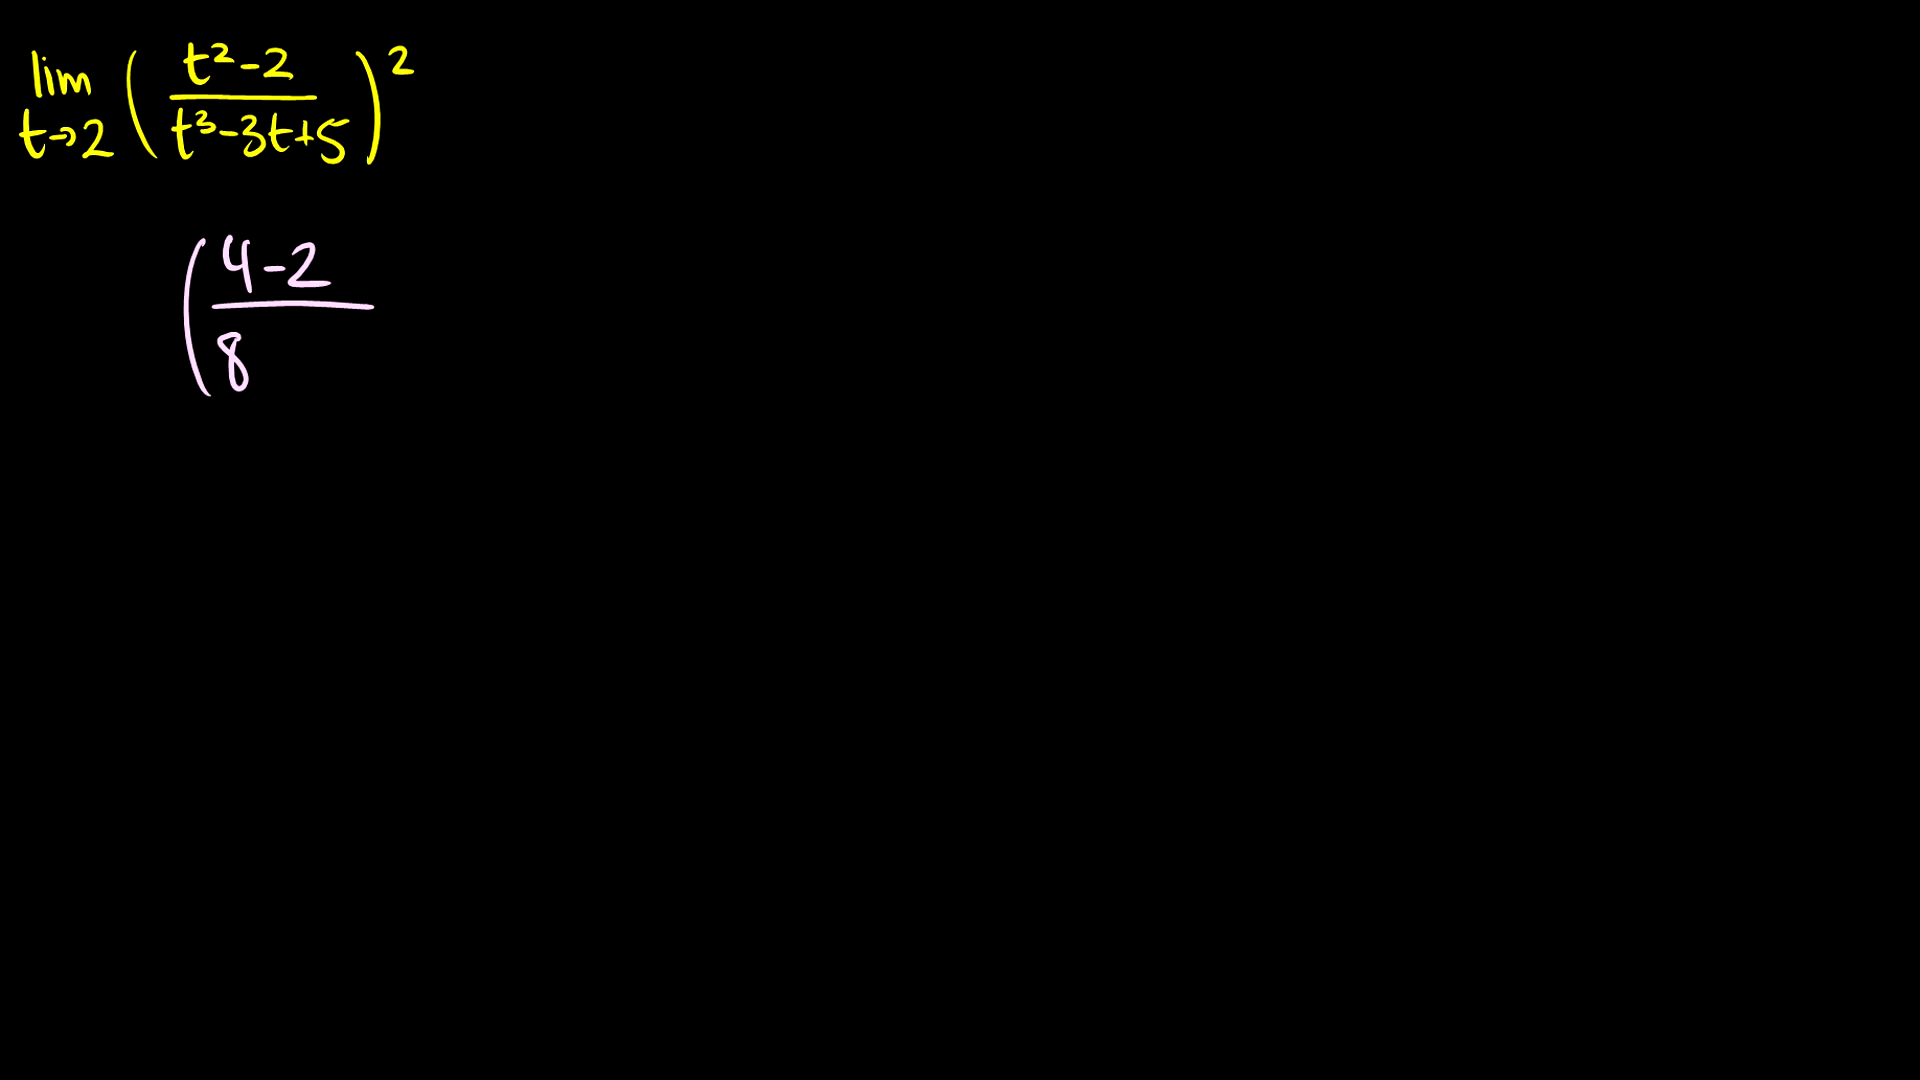 lim ( t²-2 / t³-3t+5 )²
t→2
( 4-2 / 8